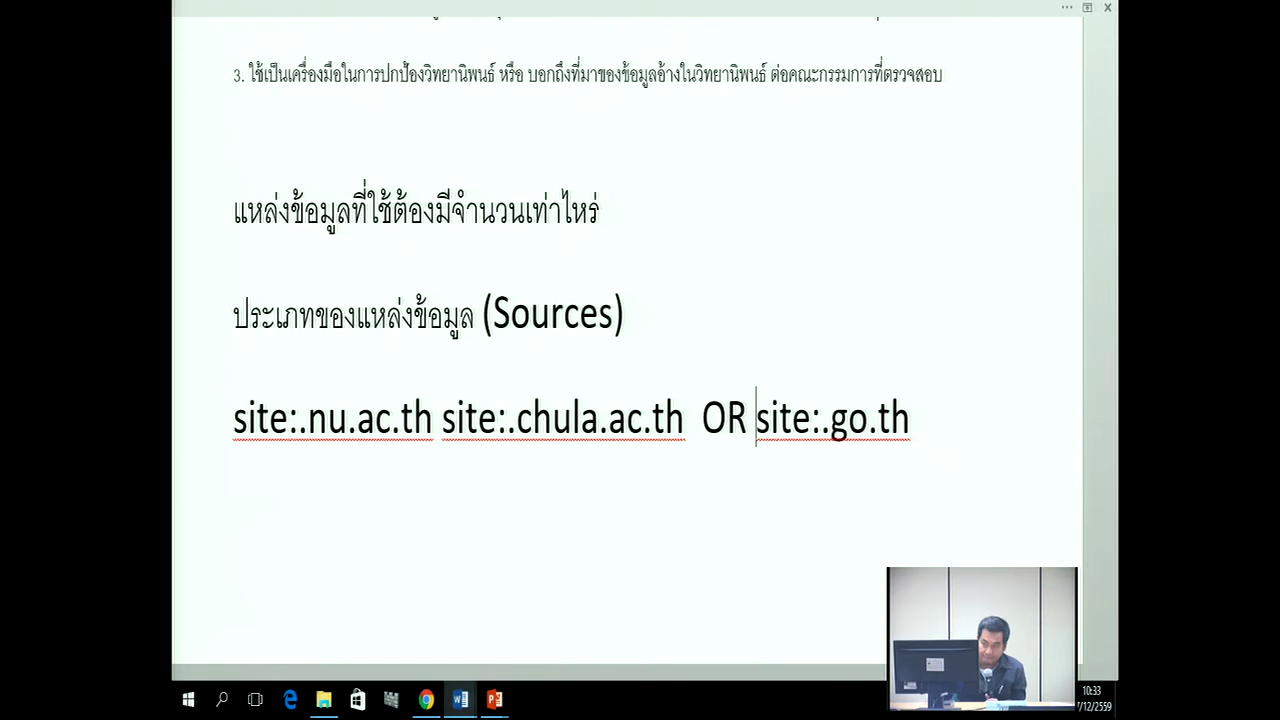 3. ใช้เป็นเครื่องมือในการปกป้องวิทยานิพนธ์ หรือ บอกถึงที่มาของข้อมูลอ้างในวิทยานิพนธ์ ต่อคณะกรรมการที่ตรวจสอบ
แหล่งข้อมูลที่ใช้ต้องมีจำนวนเท่าไหร่
ประเภทของแหล่งข้อมูล (Sources)
site:.nu.ac.th site:.chula.ac.th OR site:.go.th
10:33
7/12/2559